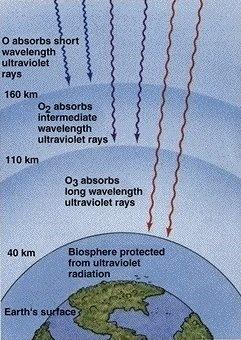 O absorbs short
wavelength
ultraviolet
rays
160 km
O2 absorbs
intermediate
wavelength
ultraviolet rays
110 km
O3 absorbs
long wavelength
ultraviolet rays
40 km
Biosphere protected
from ultraviolet
radiation
Earth's surface